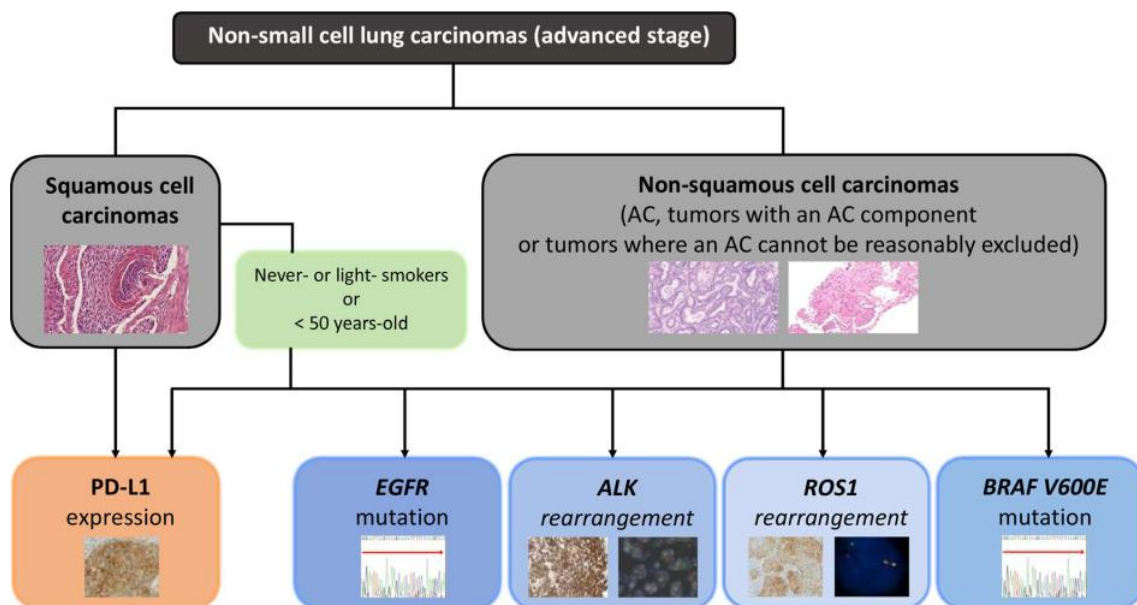 Non-small cell lung carcinomas (advanced stage)
Squamous cell
carcinomas
Non-squamous cell carcinomas
(AC, tumors with an AC component
or tumors where an AC cannot be reasonably excluded)
Never- or light- smokers
or
< 50 years-old
PD-L1
expression
EGFR
mutation
ALK
rearrangement
ROS1
rearrangement
BRAF V600E
mutation